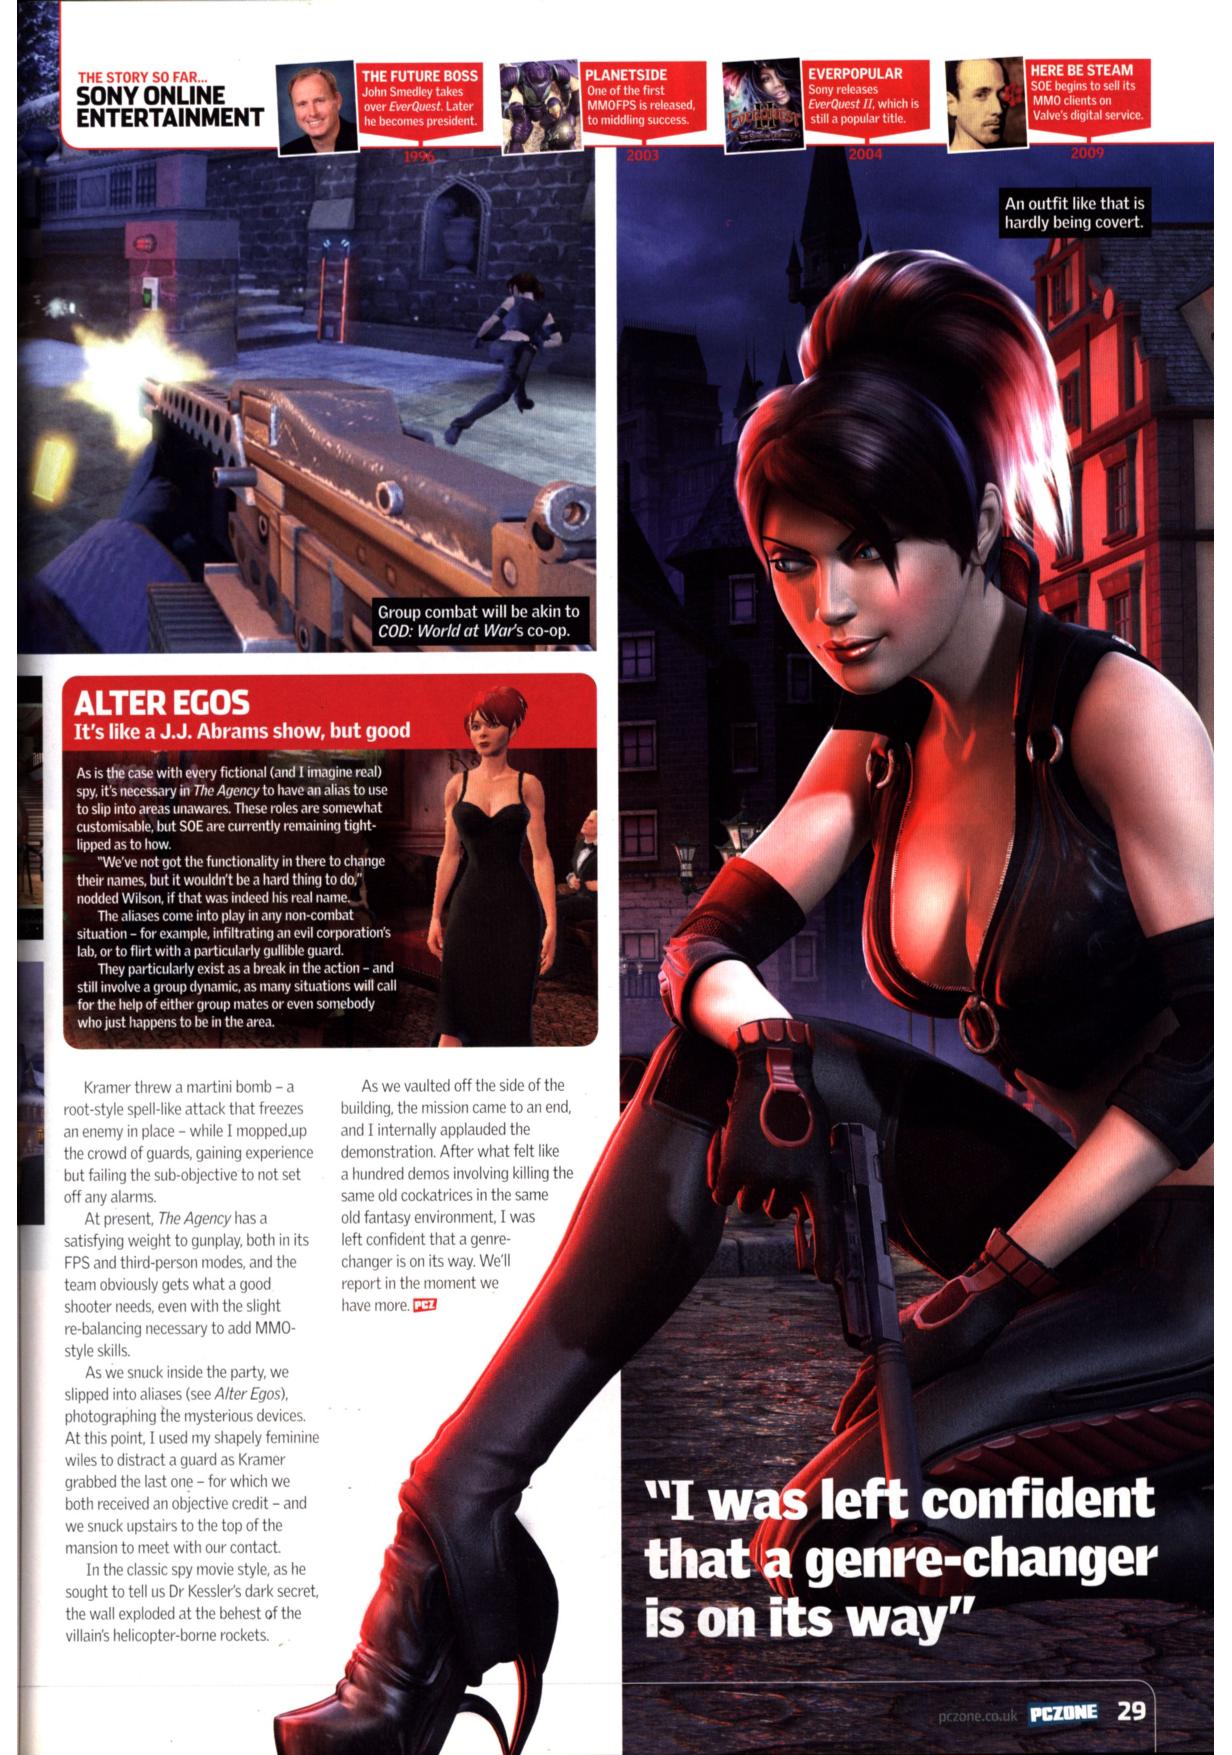 THE STORY SO FAR...
SONY ONLINE
ENTERTAINMENT
THE FUTURE BOSS
John Smedley takes
over EverQuest. Later
he becomes president.
1996
PLANETSIDE
One of the first
MMOFPS is released,
to middling success.
2003
EVERPOPULAR
Sony releases
EverQuest II, which is
still a popular title.
2004
HERE BE STEAM
SOE begins to sell its
MMO clients on
Valve's digital service.
2009
EVERQUEST
II
An outfit like that is
hardly being covert.
Group combat will be akin to
COD: World at War's co-op.
ALTER EGOS
It's like a J.J. Abrams show, but good
As is the case with every fictional (and I imagine real)
spy, it's necessary in The Agency to have an alias to use
to slip into areas unawares. These roles are somewhat
customisable, but SOE are currently remaining tight-
lipped as to how.
"We've not got the functionality in there to change
their names, but it wouldn't be a hard thing to do,"
nodded Wilson, if that was indeed his real name.
The aliases come into play in any non-combat
situation – for example, infiltrating an evil corporation's
lab, or to flirt with a particularly gullible guard.
They particularly exist as a break in the action – and
still involve a group dynamic, as many situations will call
for the help of either group mates or even somebody
who just happens to be in the area.
Kramer threw a martini bomb – a
root-style spell-like attack that freezes
an enemy in place – while I mopped up
the crowd of guards, gaining experience
but failing the sub-objective to not set
off any alarms.
At present, The Agency has a
satisfying weight to gunplay, both in its
FPS and third-person modes, and the
team obviously gets what a good
shooter needs, even with the slight
re-balancing necessary to add MMO-
style skills.
As we snuck inside the party, we
slipped into aliases (see Alter Egos),
photographing the mysterious devices.
At this point, I used my shapely feminine
wiles to distract a guard as Kramer
grabbed the last one – for which we
both received an objective credit – and
we snuck upstairs to the top of the
mansion to meet with our contact.
In the classic spy movie style, as he
sought to tell us Dr Kessler's dark secret,
the wall exploded at the behest of the
villain's helicopter-borne rockets.
As we vaulted off the side of the
building, the mission came to an end,
and I internally applauded the
demonstration. After what felt like
a hundred demos involving killing the
same old cockatrices in the same
old fantasy environment, I was
left confident that a genre-
changer is on its way. We'll
report in the moment we
have more. PCZ
"I was left confident
that a genre-changer
is on its way"
pczone.co.uk PCZONE 29